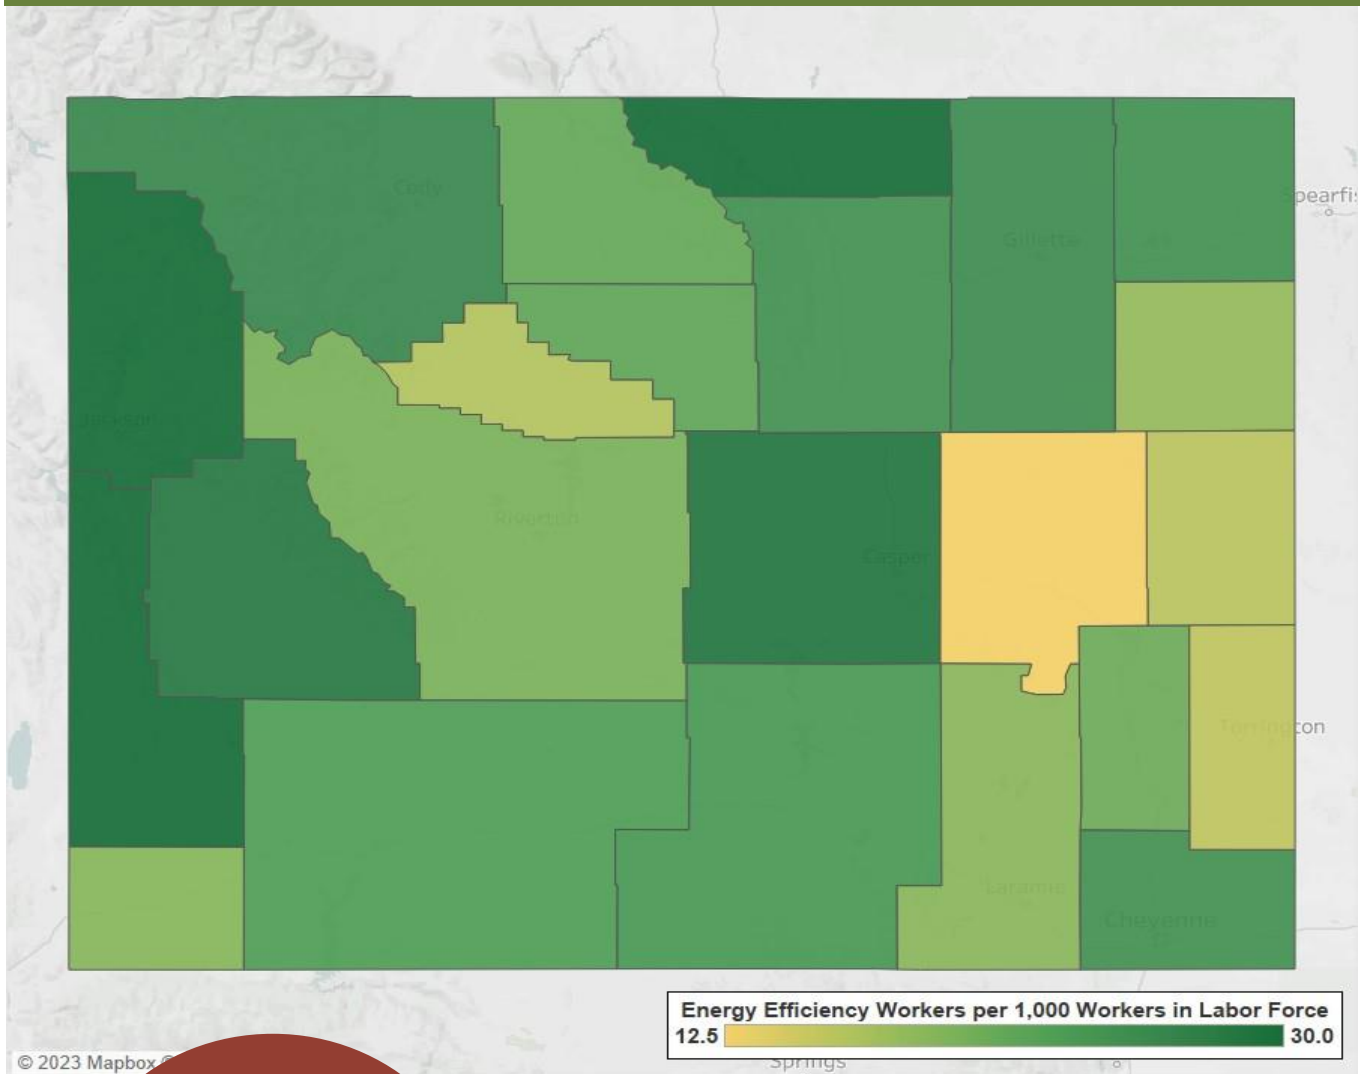 Cody
Spearfis
Gillette
Jackson
Riverton
Casper
Torrington
Laramie
Cheyenne
Energy Efficiency Workers per 1,000 Workers in Labor Force
12.5 30.0
Springs
© 2023 Mapbox ©